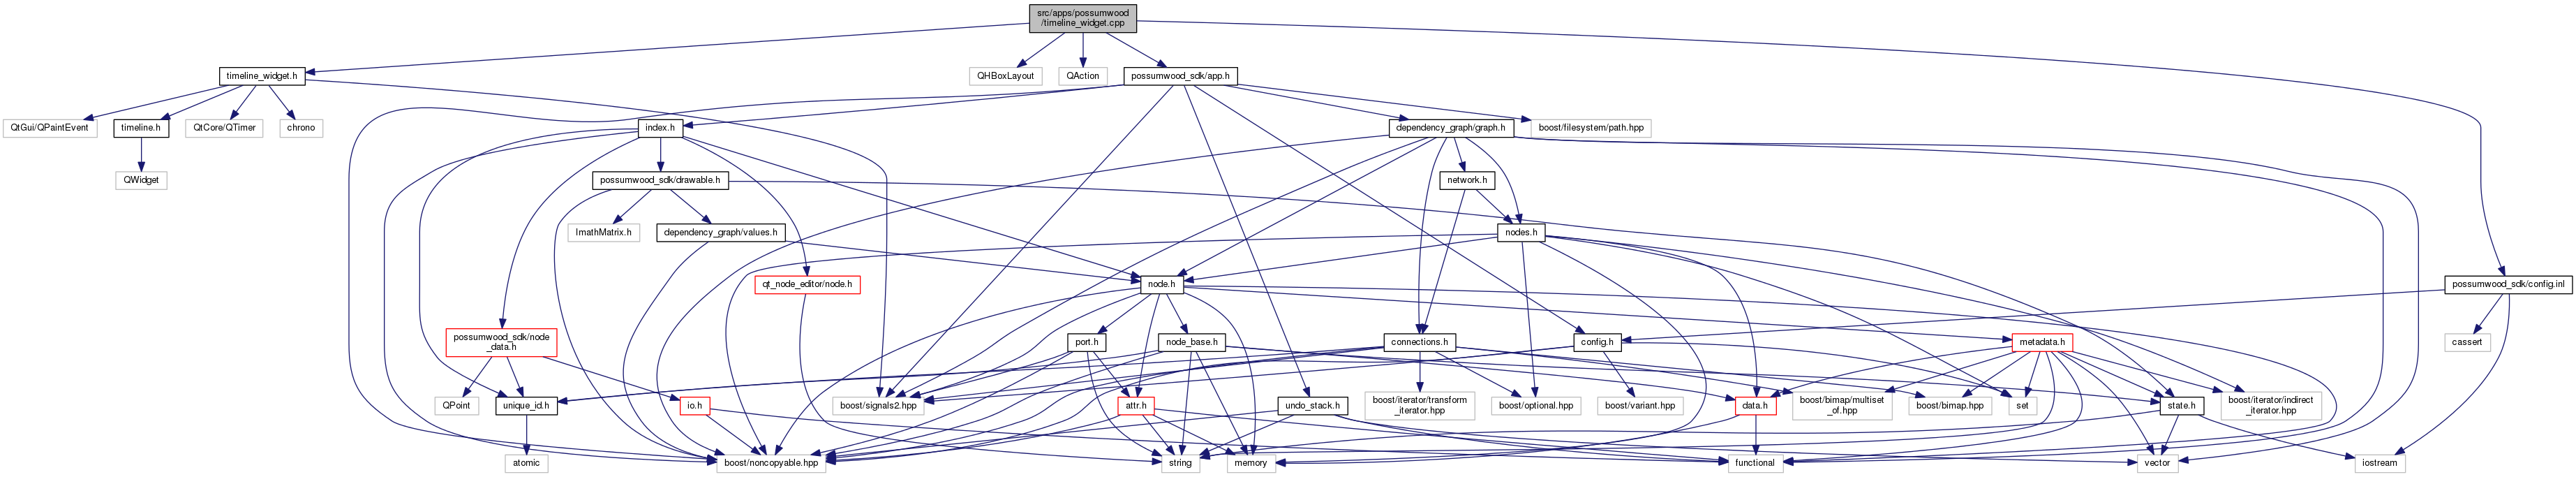 src/apps/possumwood
/timeline_widget.cpp
timeline_widget.h
QHBoxLayout
QAction
possumwood_sdk/app.h
QtGui/QPaintEvent
timeline.h
QtCore/QTimer
chrono
index.h
dependency_graph/graph.h
boost/filesystem/path.hpp
QWidget
possumwood_sdk/drawable.h
network.h
ImathMatrix.h
dependency_graph/values.h
nodes.h
qt_node_editor/node.h
node.h
possumwood_sdk/config.inl
possumwood_sdk/node
_data.h
port.h
node_base.h
connections.h
config.h
cassert
metadata.h
QPoint
unique_id.h
io.h
boost/signals2.hpp
attr.h
undo_stack.h
boost/iterator/transform
_iterator.hpp
boost/optional.hpp
boost/variant.hpp
data.h
boost/bimap/multiset
_of.hpp
boost/bimap.hpp
set
state.h
boost/iterator/indirect
_iterator.hpp
atomic
boost/noncopyable.hpp
string
memory
functional
vector
iostream